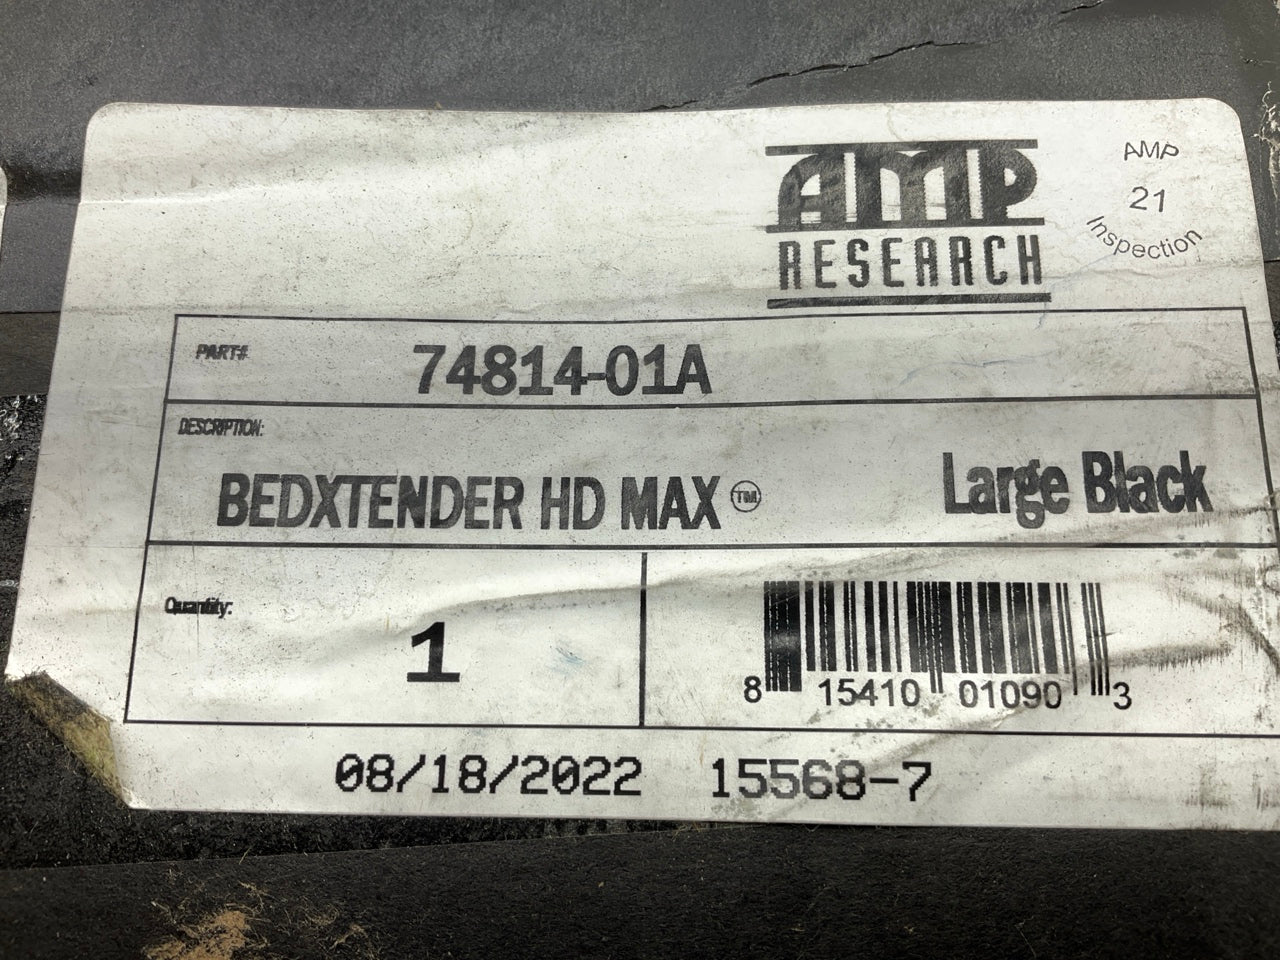 AMP
RESEARCH
AMP
21
Inspection
PART#
74814-01A
DESCRIPTION:
BEDXTENDER HD MAX™ Large Black
Quantity:
1
8 15410 01090 3
08/18/2022 15568-7